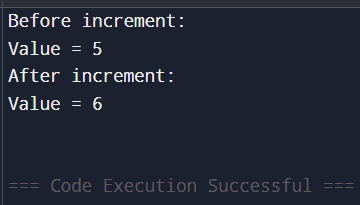 Before increment:
Value = 5
After increment:
Value = 6
=== Code Execution Successful ===